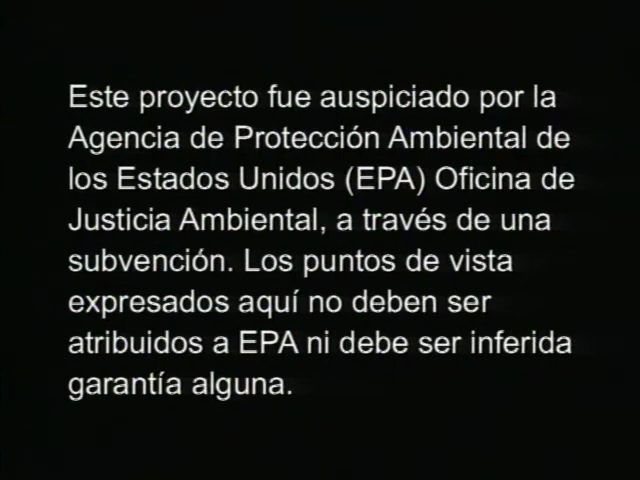 Este proyecto fue auspiciado por la
Agencia de Protección Ambiental de
los Estados Unidos (EPA) Oficina de
Justicia Ambiental, a través de una
subvención. Los puntos de vista
expresados aquí no deben ser
atribuidos a EPA ni debe ser inferida
garantía alguna.